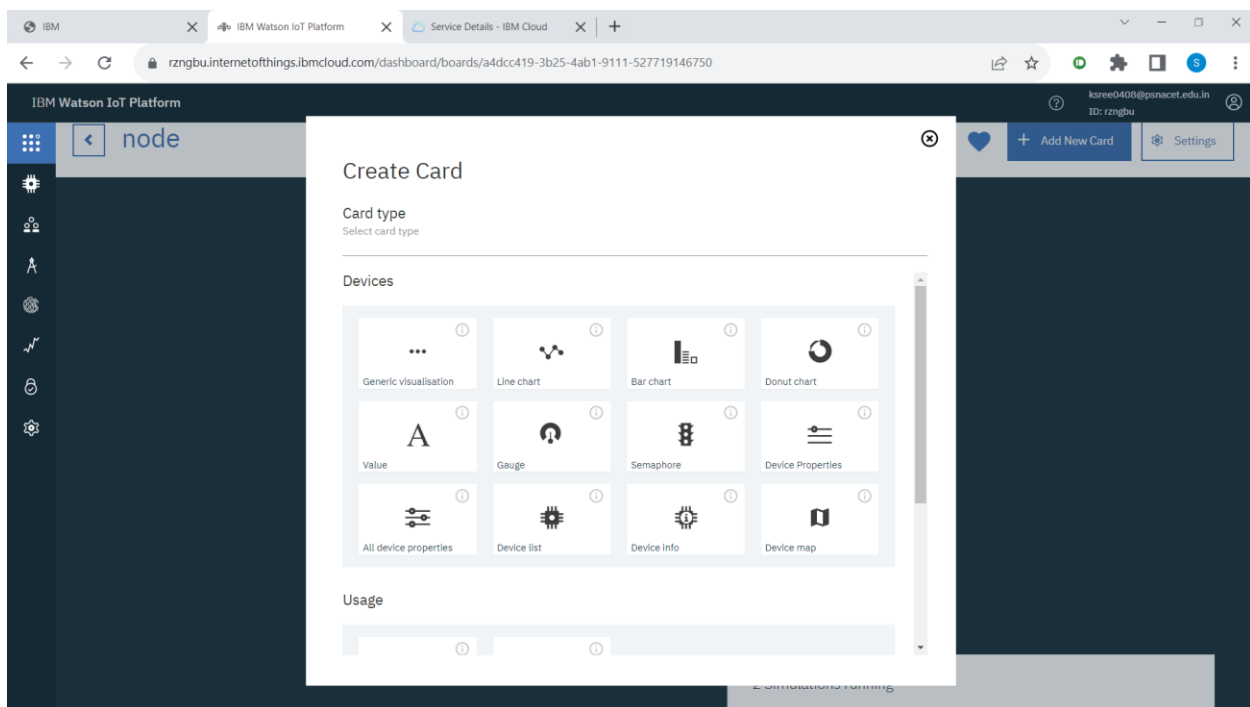 IBM
IBM Watson IoT Platform
Service Details - IBM Cloud
rzngbu.internetofthings.ibmcloud.com/dashboard/boards/a4dcc419-3b25-4ab1-9111-527719146750
S
IBM Watson IoT Platform
ksree0408@psnacet.edu.in
ID: rzngbu
node
Add New Card
Settings
Create Card
Card type
Select card type
Devices
Generic visualisation
Line chart
Bar chart
Donut chart
A
Value
Gauge
Semaphore
Device Properties
All device properties
Device list
Device info
Device map
Usage
2 Simulations running